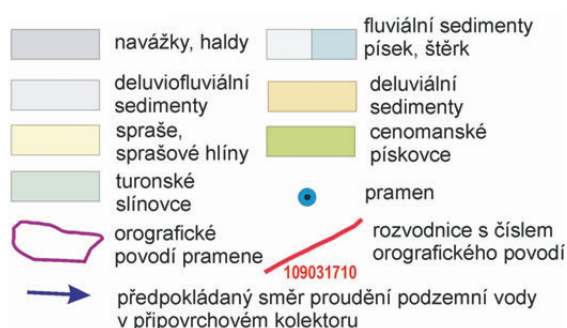 navážky, haldy
fluviální sedimenty
písek, štěrk
deluviofluviální
sedimenty
deluviální
sedimenty
spraše,
sprašové hlíny
cenomanské
pískovce
turonské
slínovce
pramen
orografické
povodí pramene
rozvodnice s číslem
orografického povodí
109031710
předpokládaný směr proudění podzemní vody
v připovrchovém kolektoru